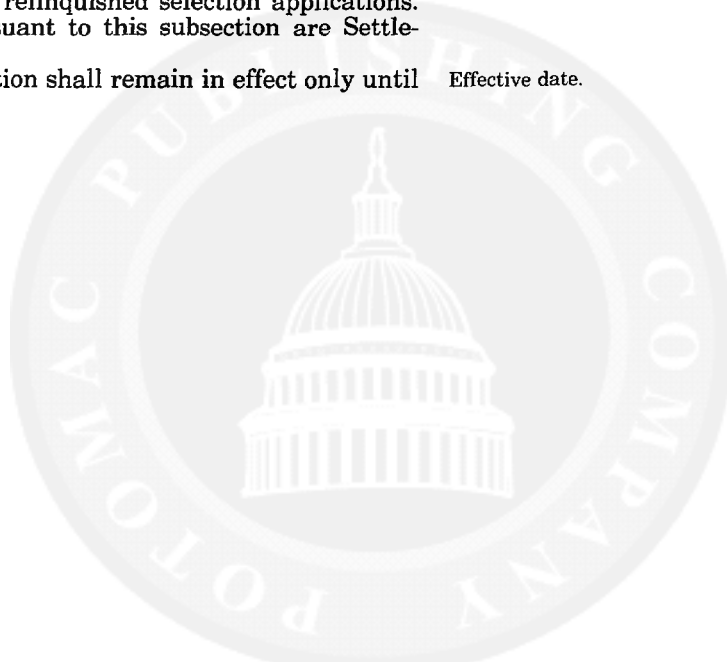 relinquished selection applications.
suant to this subsection are Settle-
tion shall remain in effect only until Effective date.
POTOMAC PUBLISHING COMPANY